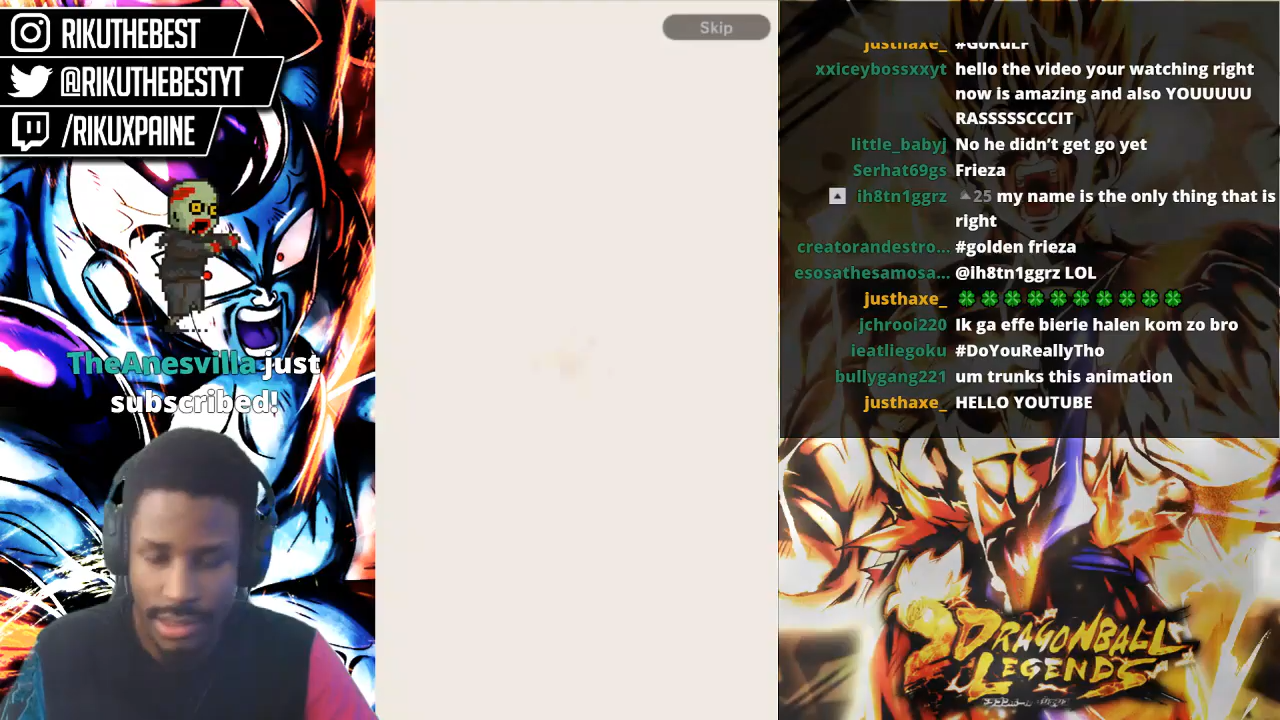 RIKUTHEBEST
@RIKUTHEBESTYT
/RIKUXPAINE
TheAnesvilla just
subscribed!
Skip
justhaxe_ #GokuLF
xxiceybossxxyt hello the video your watching right
now is amazing and also YOUUUUU
RASSSSSCCCIT
little_babyj No he didn't get go yet
Serhat69gs Frieza
ih8tn1ggrz 25 my name is the only thing that is
right
creatorandestro... #golden frieza
esosathesamosa... @ih8tn1ggrz LOL
justhaxe_
jchrooi220 Ik ga effe bierie halen kom zo bro
ieatliegoku #DoYouReallyTho
bullygang221 um trunks this animation
justhaxe_ HELLO YOUTUBE
DRAGONBALL
LEGENDS